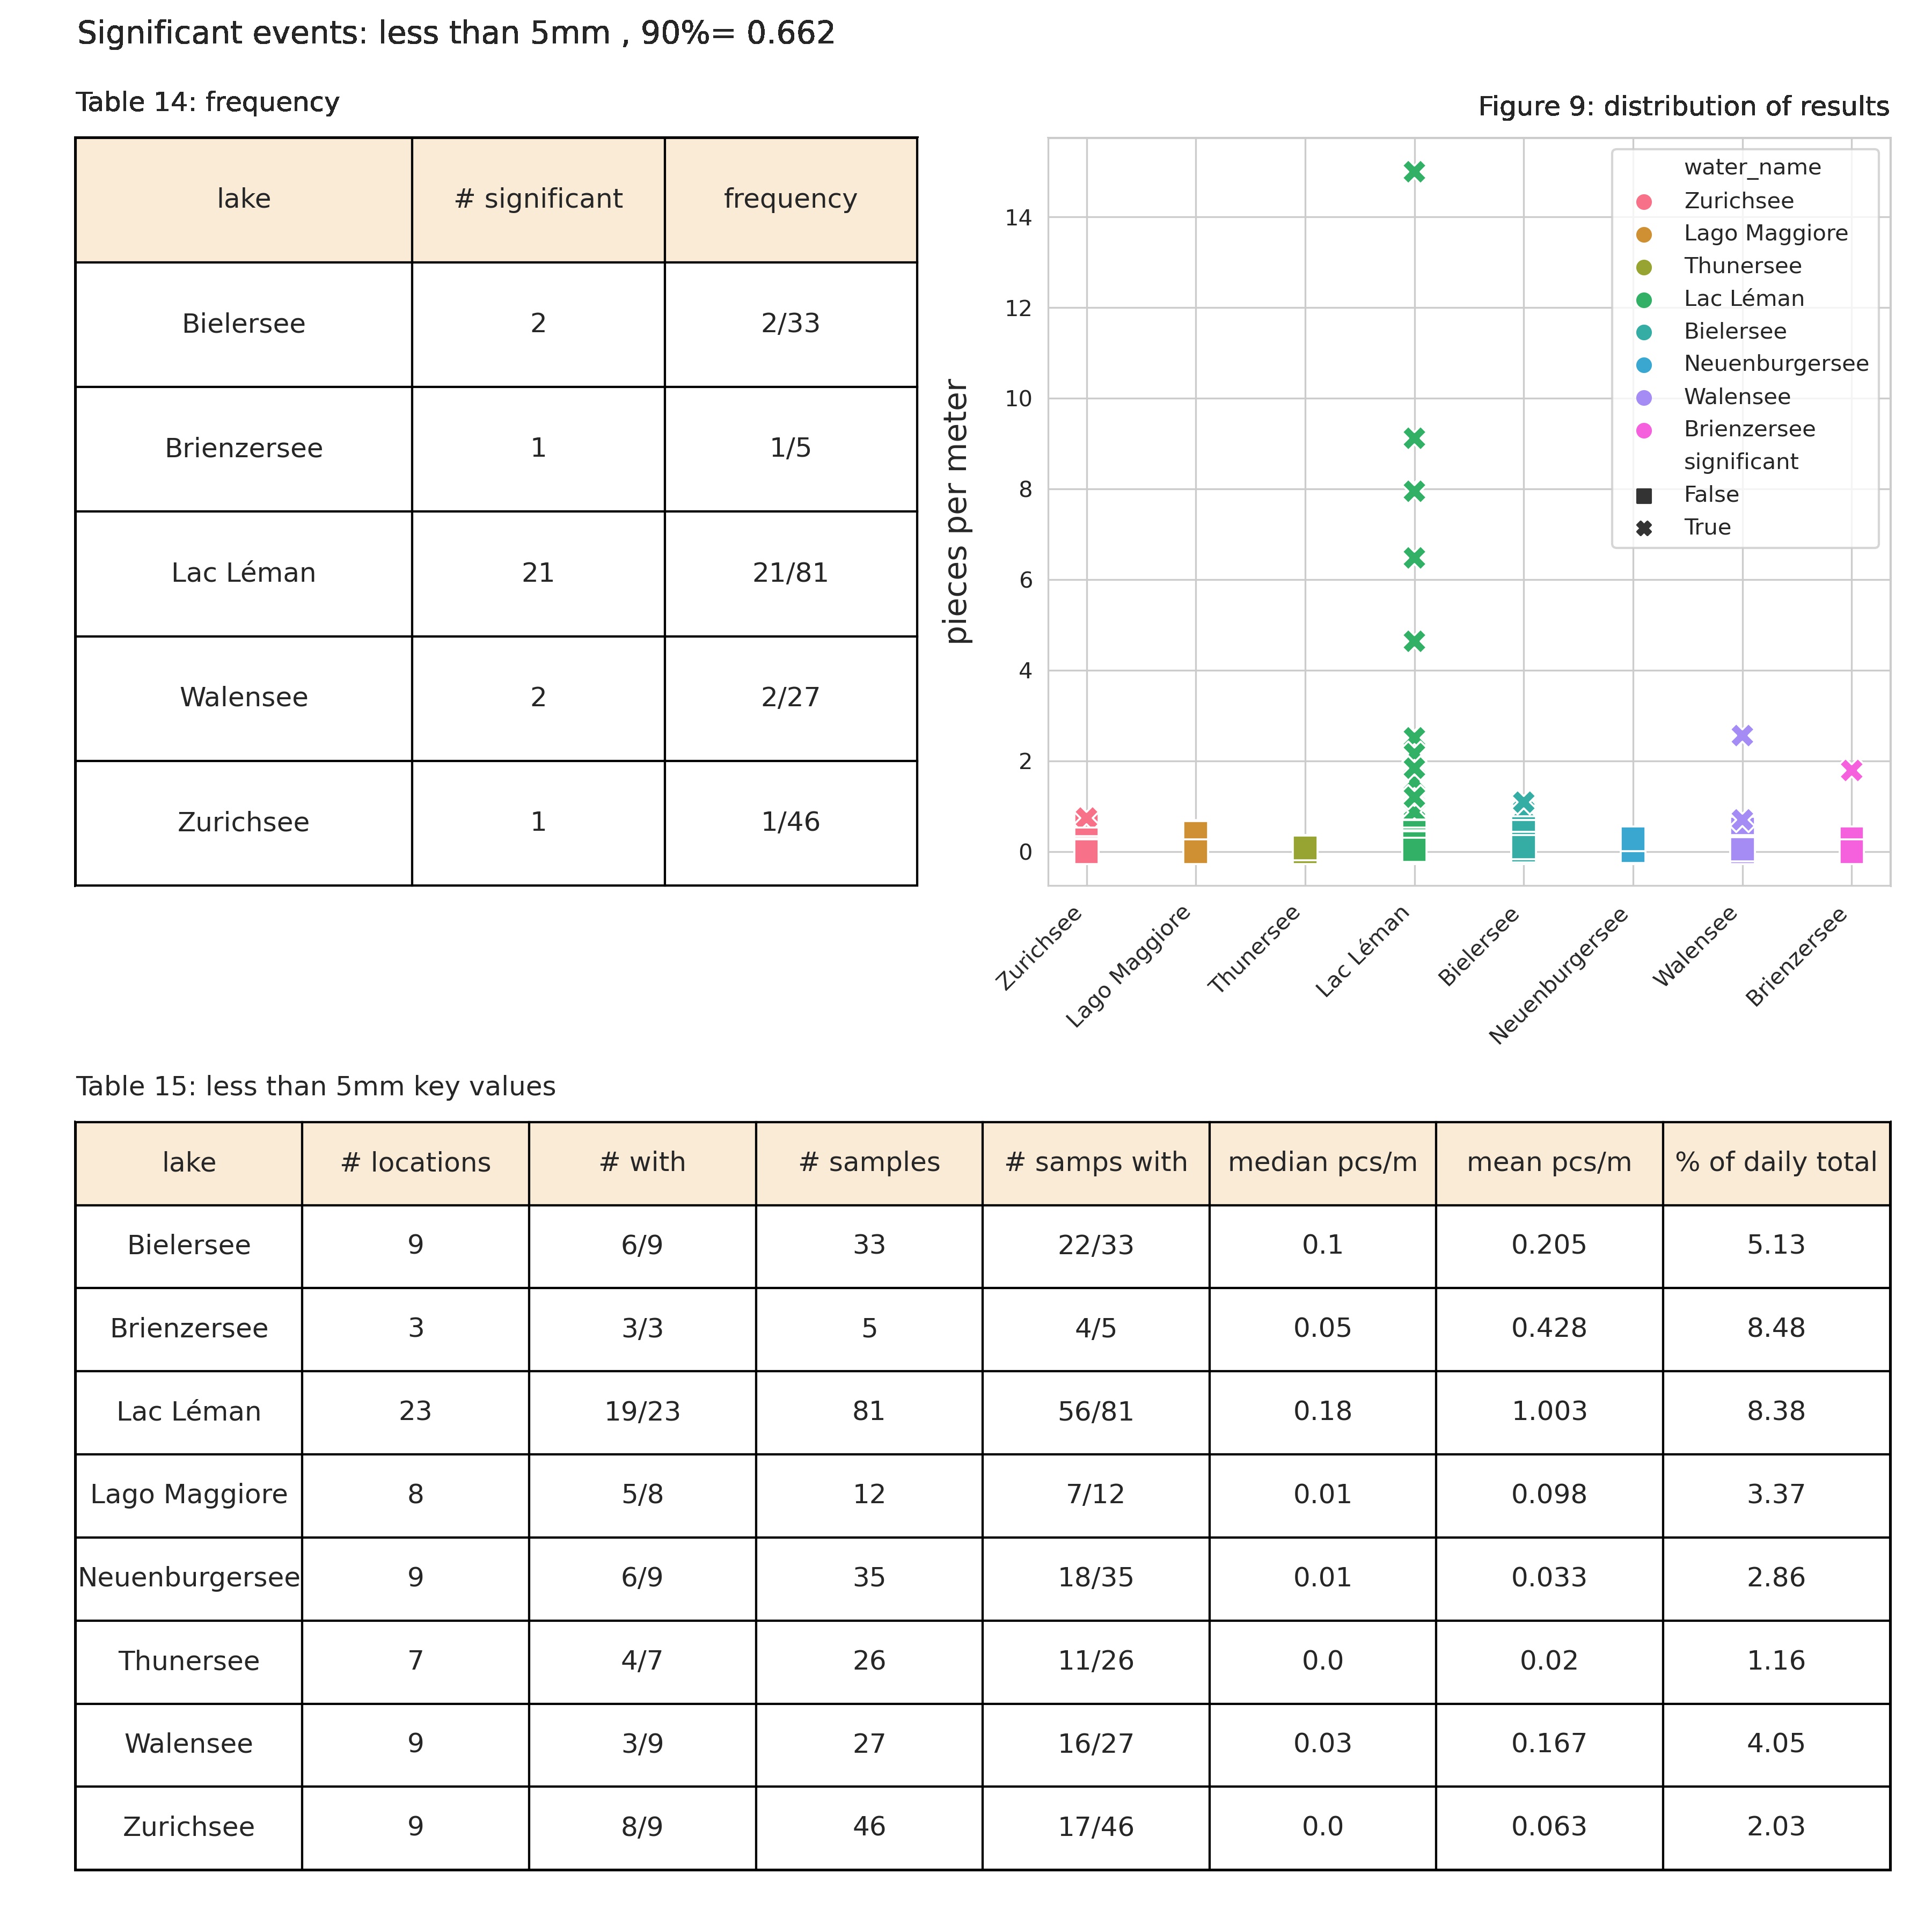 Significant events: less than 5mm , 90%= 0.662
Table 14: frequency
lake # significant frequency
Bielersee 2 2/33
Brienzersee 1 1/5
Lac Léman 21 21/81
Walensee 2 2/27
Zurichsee 1 1/46
Figure 9: distribution of results
pieces per meter
14
12
10
8
6
4
2
0
water_name
Zurichsee
Lago Maggiore
Thunersee
Lac Léman
Bielersee
Neuenburgersee
Walensee
Brienzersee
significant
False
True
Zurichsee
Lago Maggiore
Thunersee
Lac Léman
Bielersee
Neuenburgersee
Walensee
Brienzersee
Table 15: less than 5mm key values
lake # locations # with # samples # samps with median pcs/m mean pcs/m % of daily total
Bielersee 9 6/9 33 22/33 0.1 0.205 5.13
Brienzersee 3 3/3 5 4/5 0.05 0.428 8.48
Lac Léman 23 19/23 81 56/81 0.18 1.003 8.38
Lago Maggiore 8 5/8 12 7/12 0.01 0.098 3.37
Neuenburgersee 9 6/9 35 18/35 0.01 0.033 2.86
Thunersee 7 4/7 26 11/26 0.0 0.02 1.16
Walensee 9 3/9 27 16/27 0.03 0.167 4.05
Zurichsee 9 8/9 46 17/46 0.0 0.063 2.03